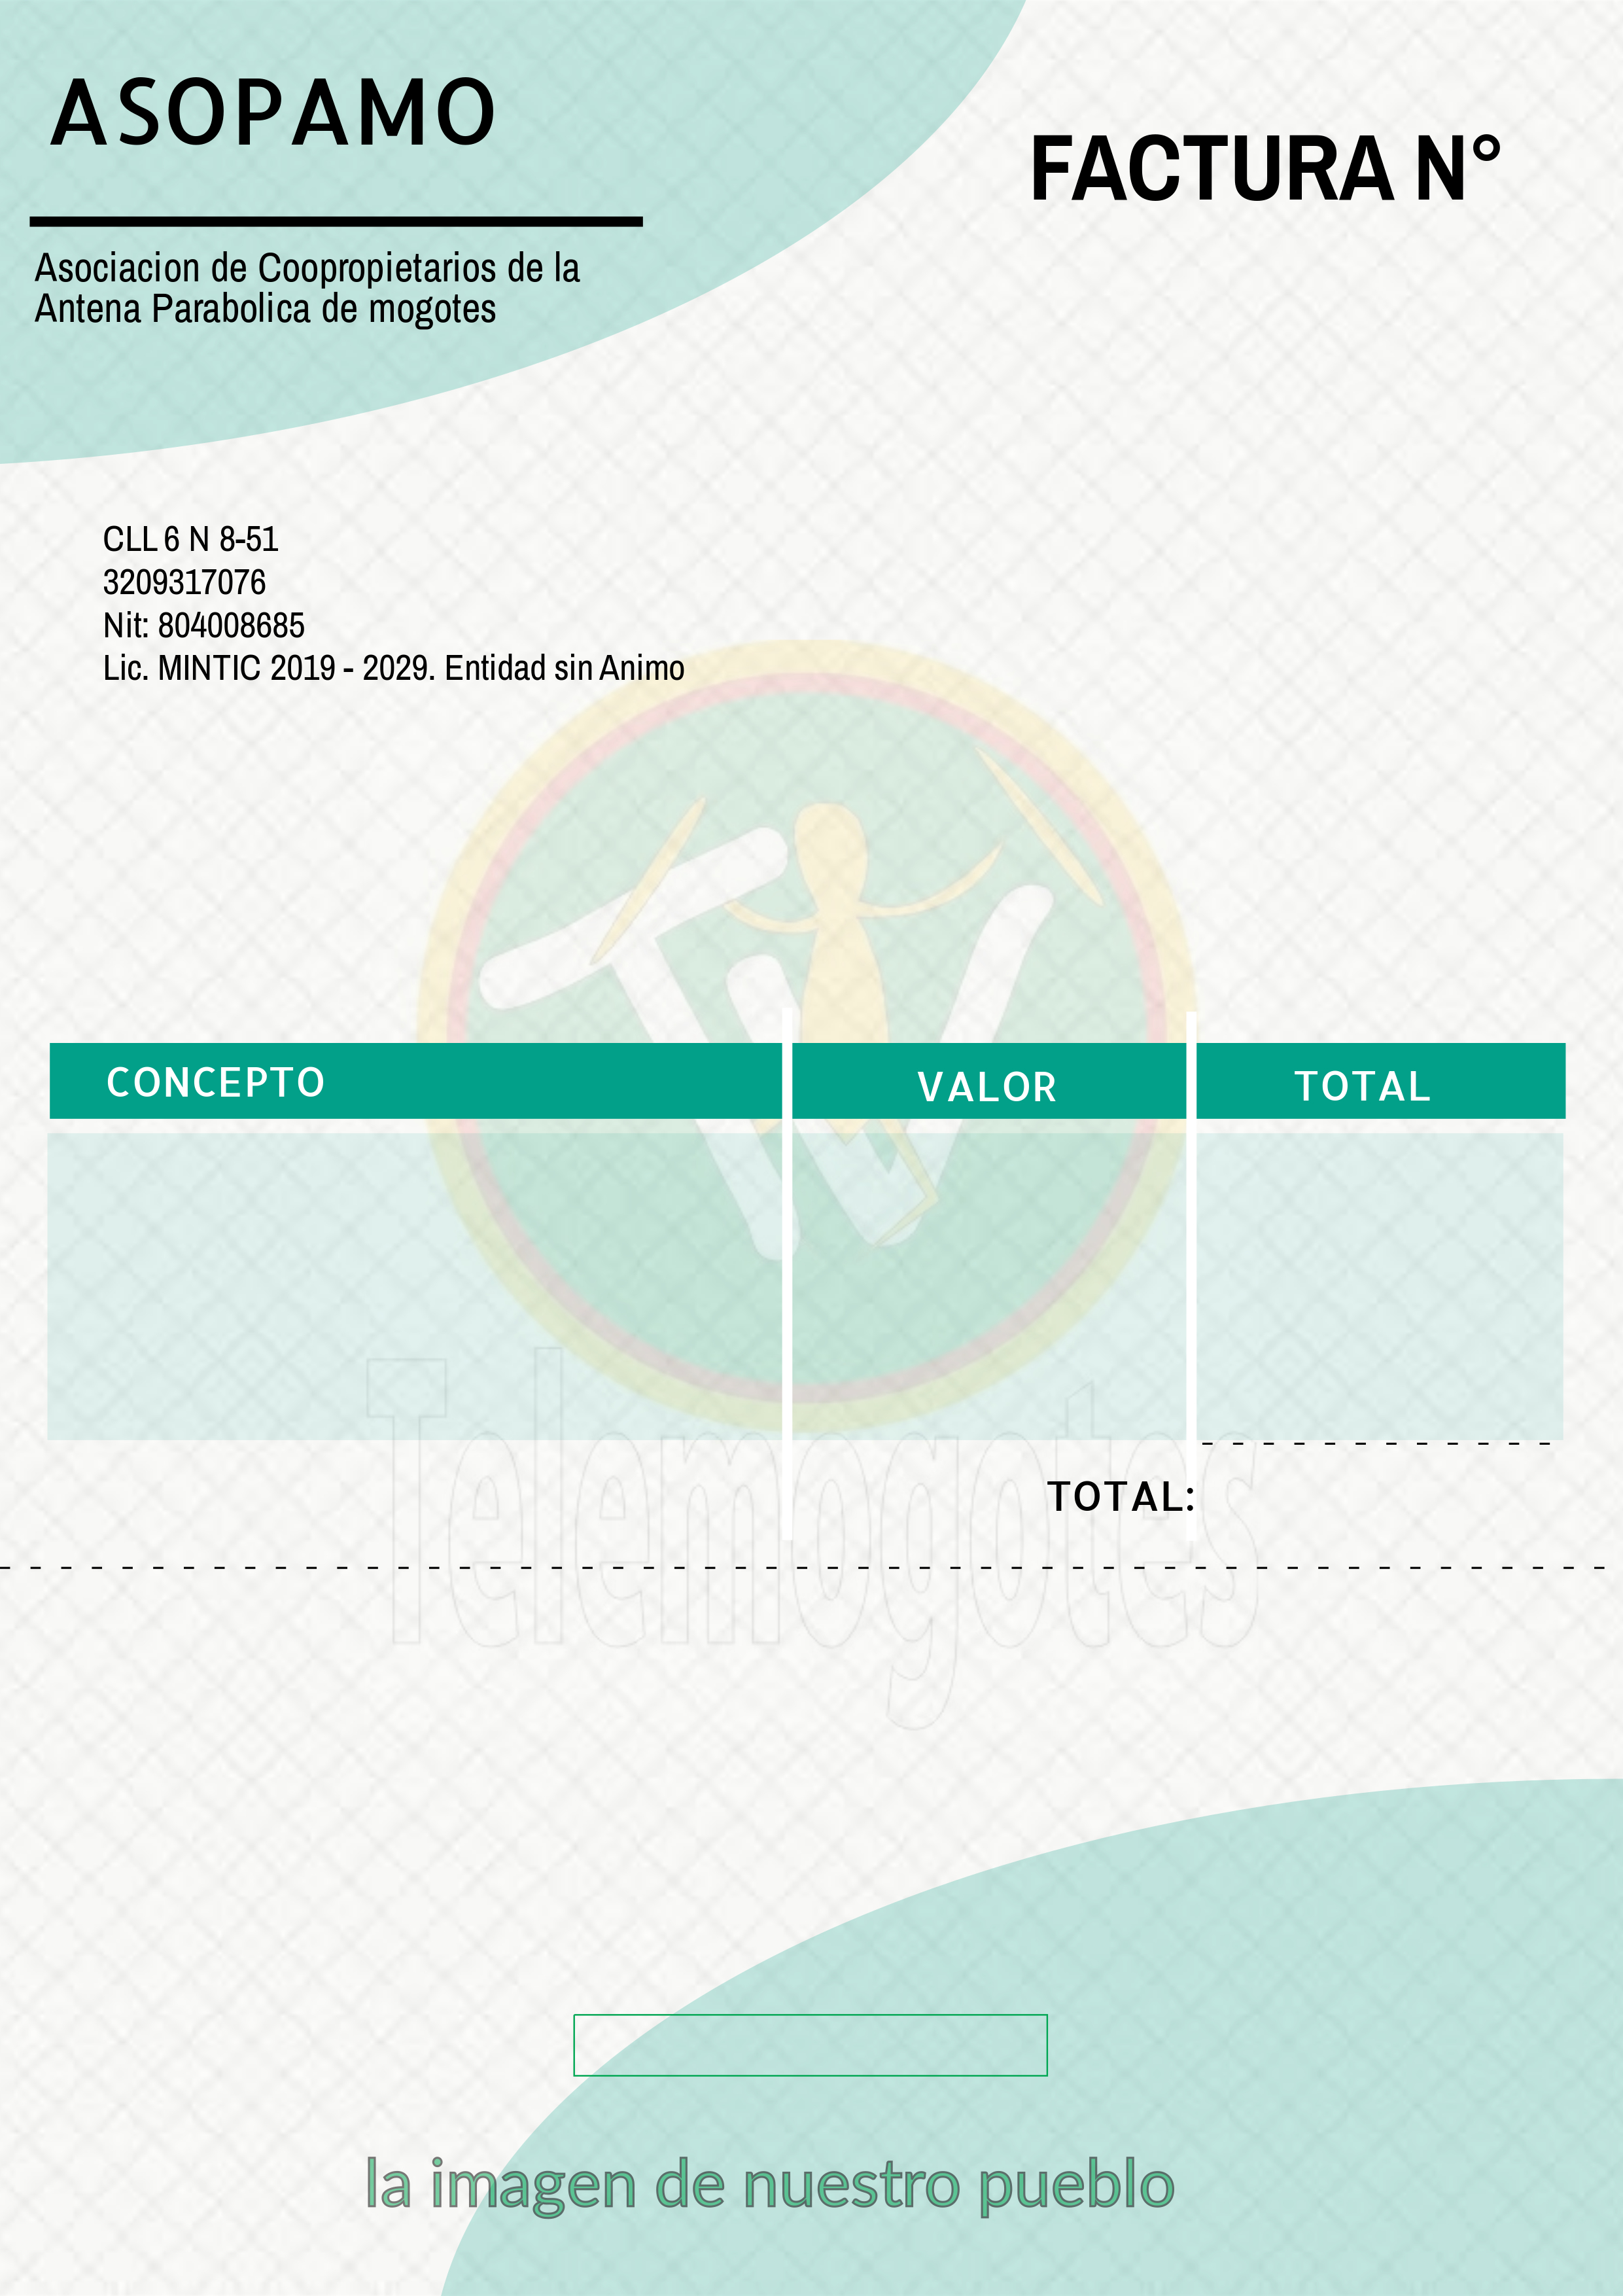 ASOPAMO
FACTURA N°
Asociacion de Coopropietarios de la
Antena Parabolica de mogotes
CLL 6 N 8-51
3209317076
Nit: 804008685
Lic. MINTIC 2019 - 2029. Entidad sin Animo
TV
CONCEPTO VALOR TOTAL
Telemogotes
TOTAL:
la imagen de nuestro pueblo